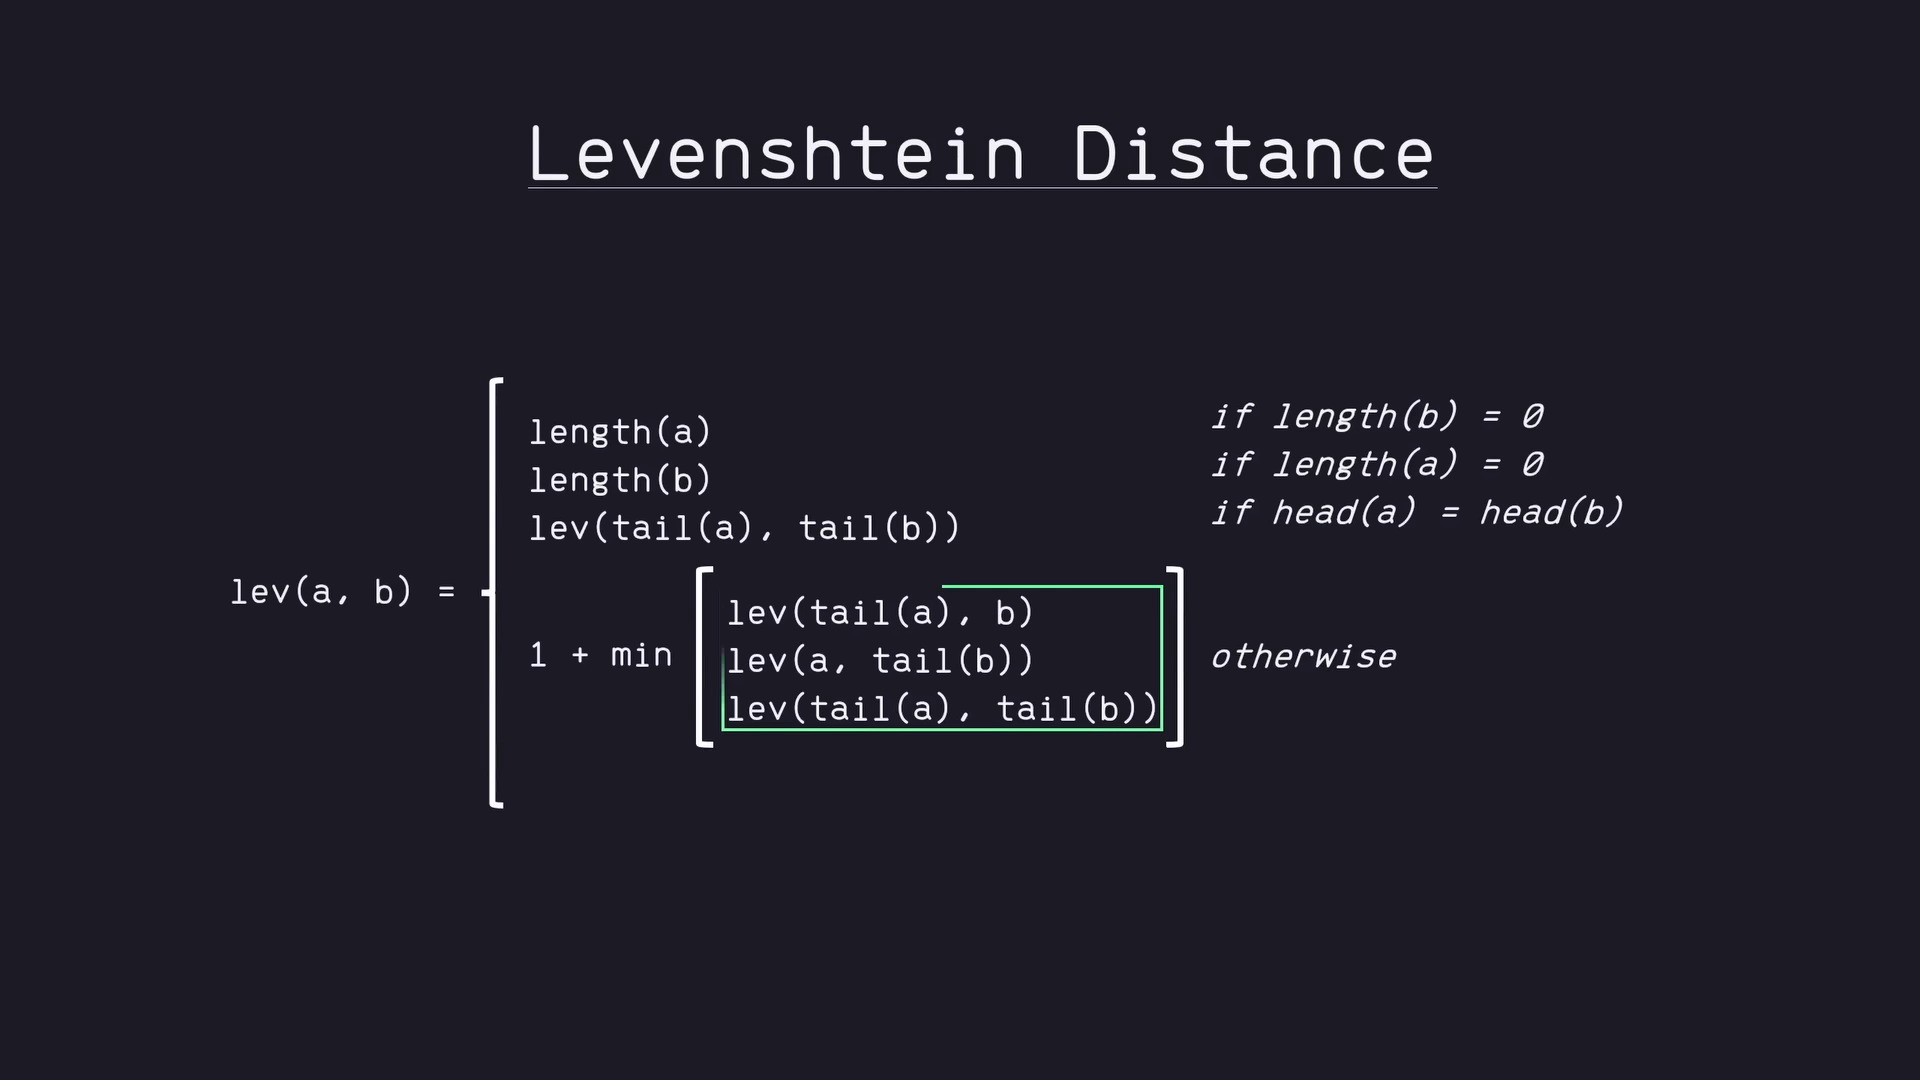 Levenshtein Distance
length(a) if length(b) = 0
length(b) if length(a) = 0
lev(tail(a), tail(b)) if head(a) = head(b)
lev(a, b) =
lev(tail(a), b)
1 + min lev(a, tail(b)) otherwise
lev(tail(a), tail(b))